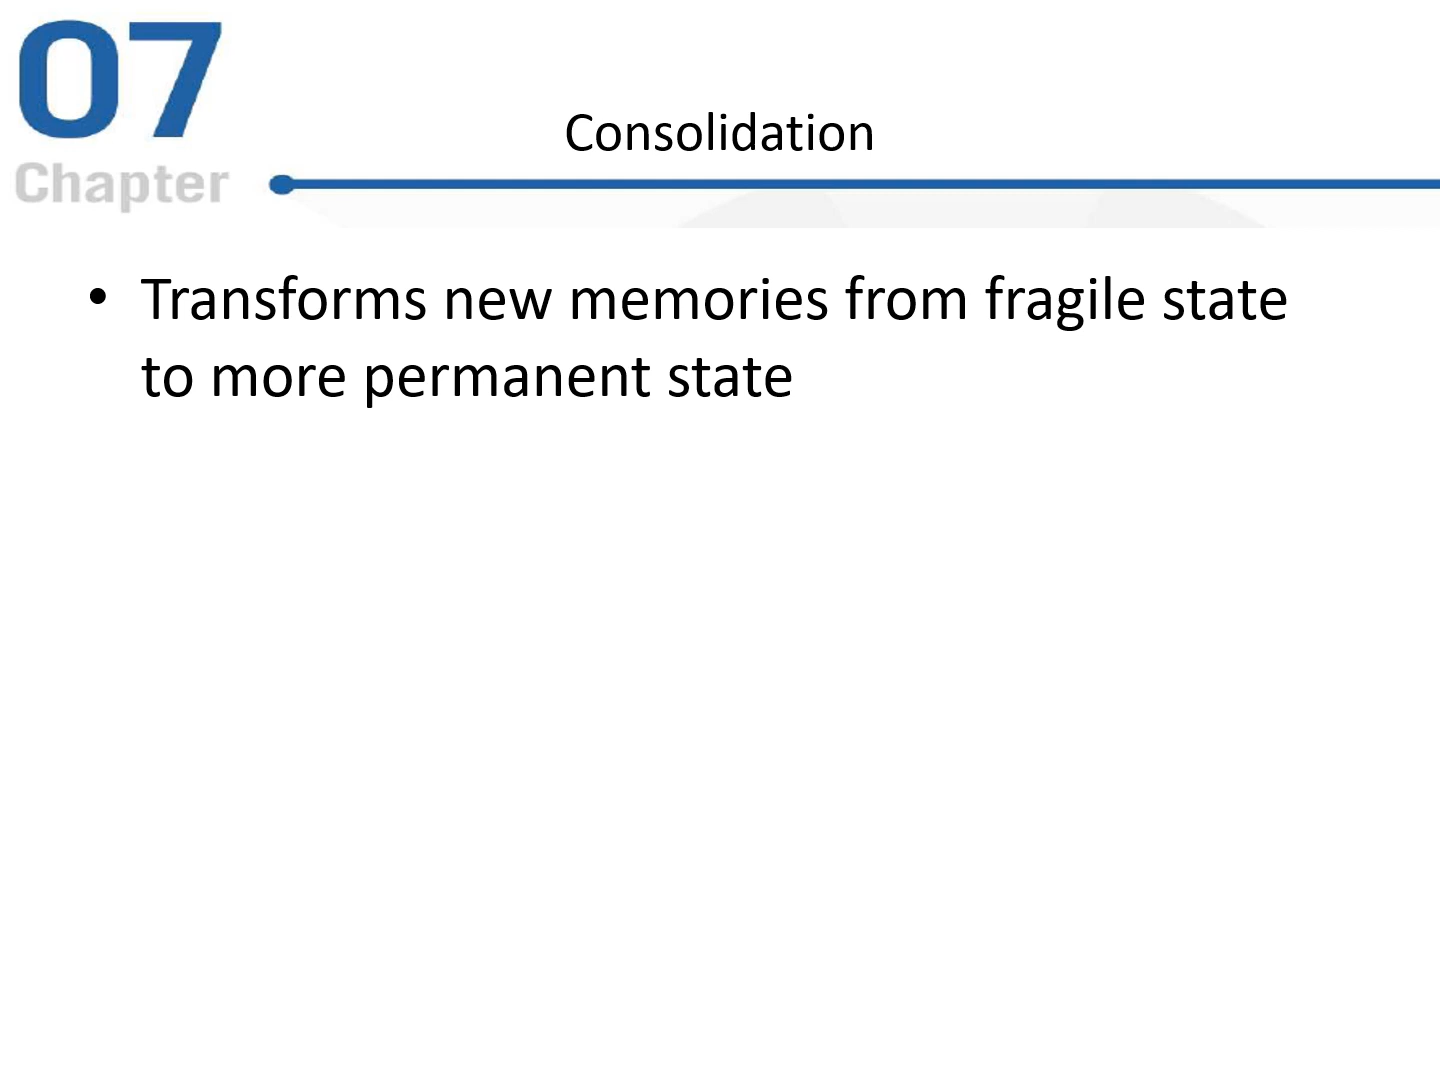 07
Chapter
Consolidation
• Transforms new memories from fragile state
to more permanent state